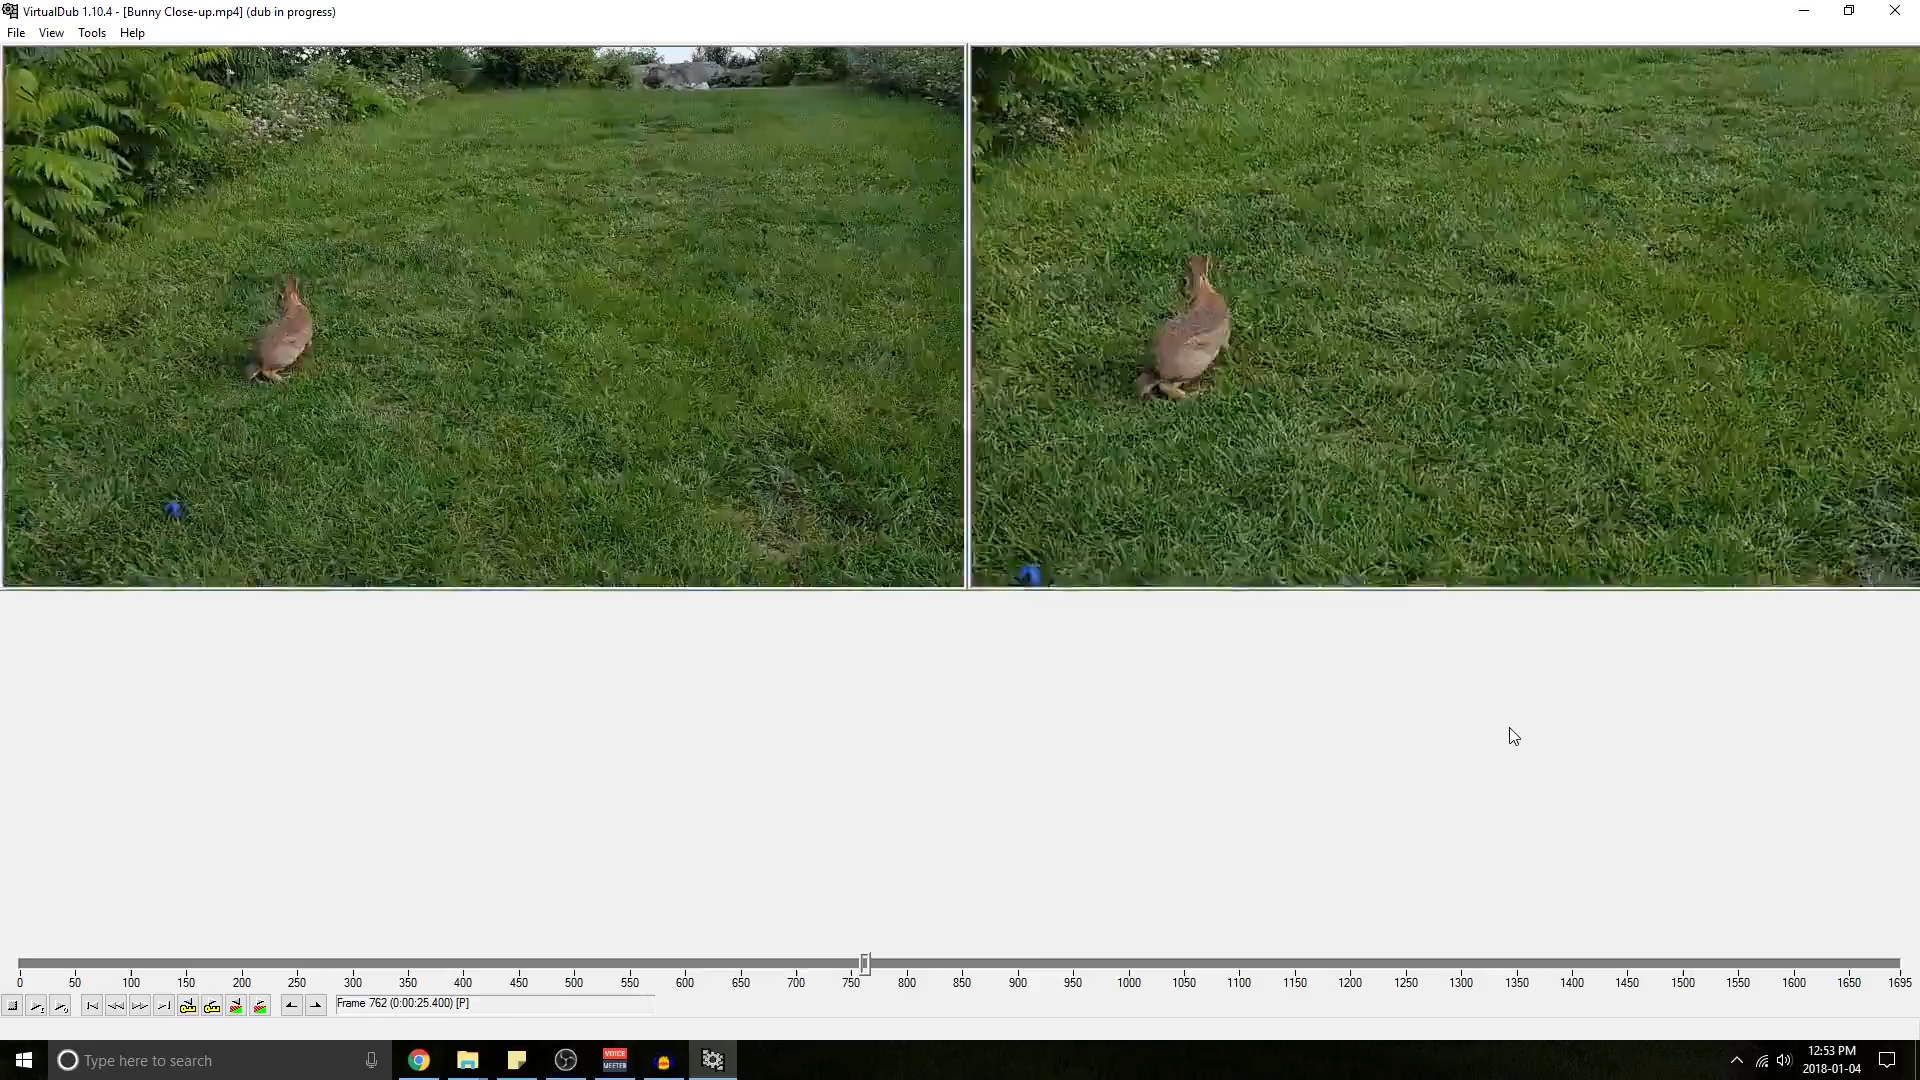 VirtualDub 1.10.4 - [Bunny Close-up.mp4] (dub in progress)
File View Tools Help
0 50 100 150 200 250 300 350 400 450 500 550 600 650 700 750 800 850 900 950 1000 1050 1100 1150 1200 1250 1300 1350 1400 1450 1500 1550 1600 1650 1695
Frame 762 (0:00:25.400) [P]
Type here to search
VOICE
MEETER
12:53 PM
2018-01-04